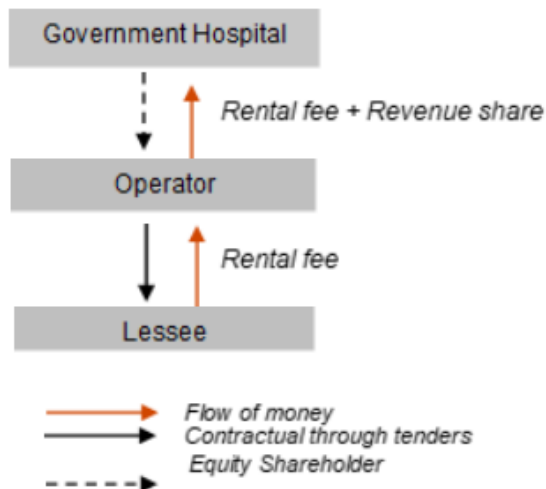 Government Hospital
Rental fee + Revenue share
Operator
Rental fee
Lessee
Flow of money
Contractual through tenders
Equity Shareholder